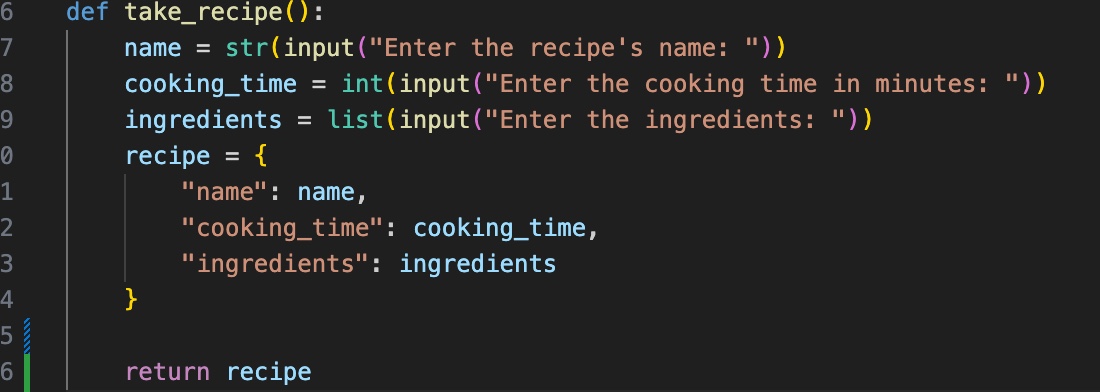 6 def take_recipe():
7 name = str(input("Enter the recipe's name: "))
8 cooking_time = int(input("Enter the cooking time in minutes: "))
9 ingredients = list(input("Enter the ingredients: "))
0 recipe = {
1 "name": name,
2 "cooking_time": cooking_time,
3 "ingredients": ingredients
4 }
5
6 return recipe